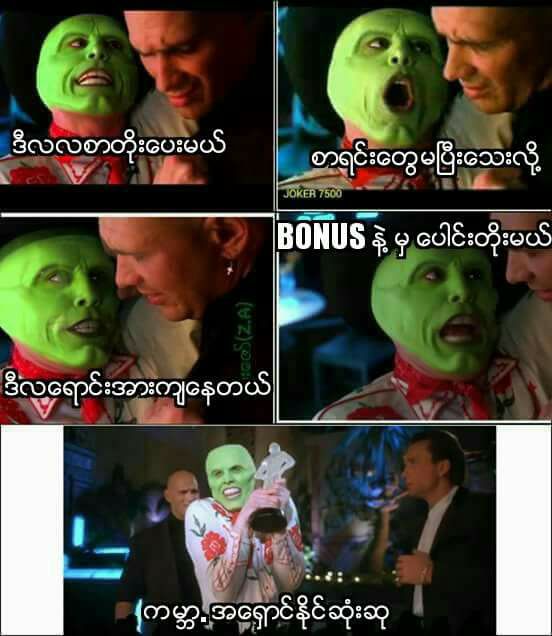 ဒီလလစာတိုးပေးမယ်
စာရင်းတွေမပြီးသေးလို့
JOKER 7500
ဒီလရောင်းအားကျနေတယ်
BONUS နဲ့ မှ ပေါင်းတိုးမယ်
ကမ္ဘာ့ အရှောင်နိုင်ဆုံးဆု